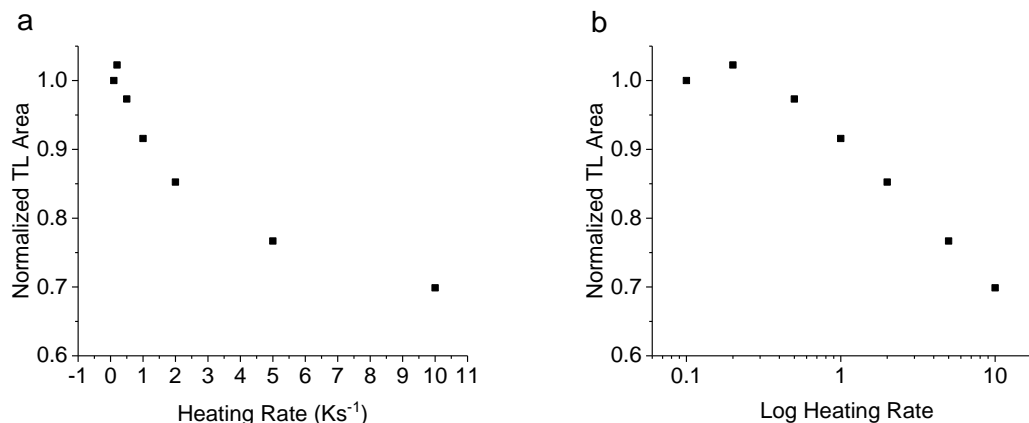 a
1.0
0.9
0.8
0.7
0.6
Normalized TL Area
-1 0 1 2 3 4 5 6 7 8 9 10 11
Heating Rate (Ks⁻¹)
b
1.0
0.9
0.8
0.7
0.6
Normalized TL Area
0.1 1 10
Log Heating Rate